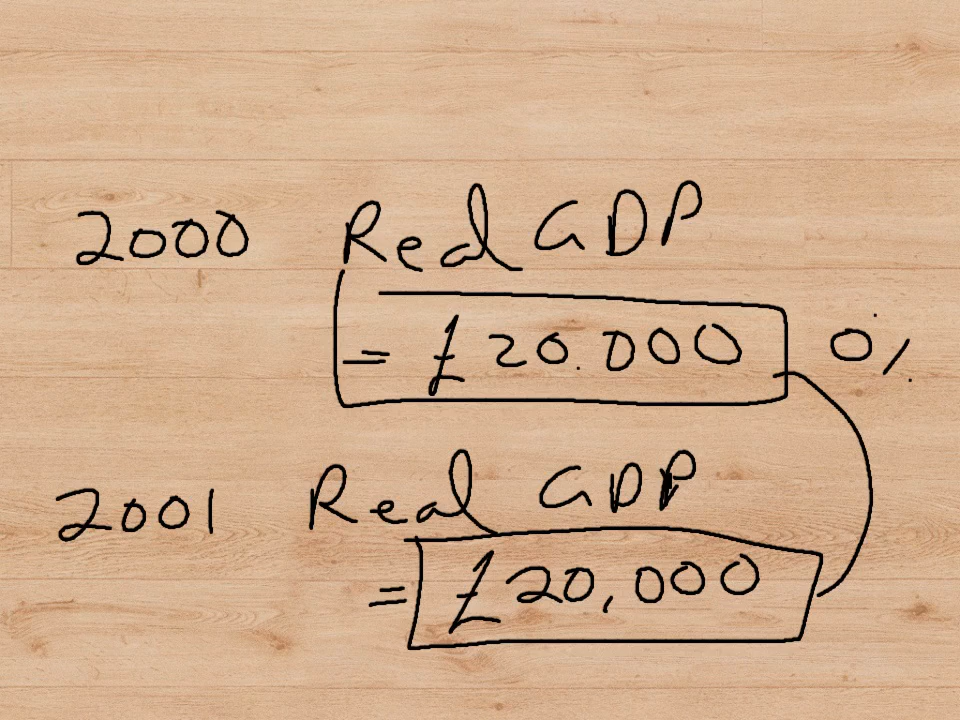 2000 Real GDP
= £20.000 0%
2001 Real GDP
= £20,000